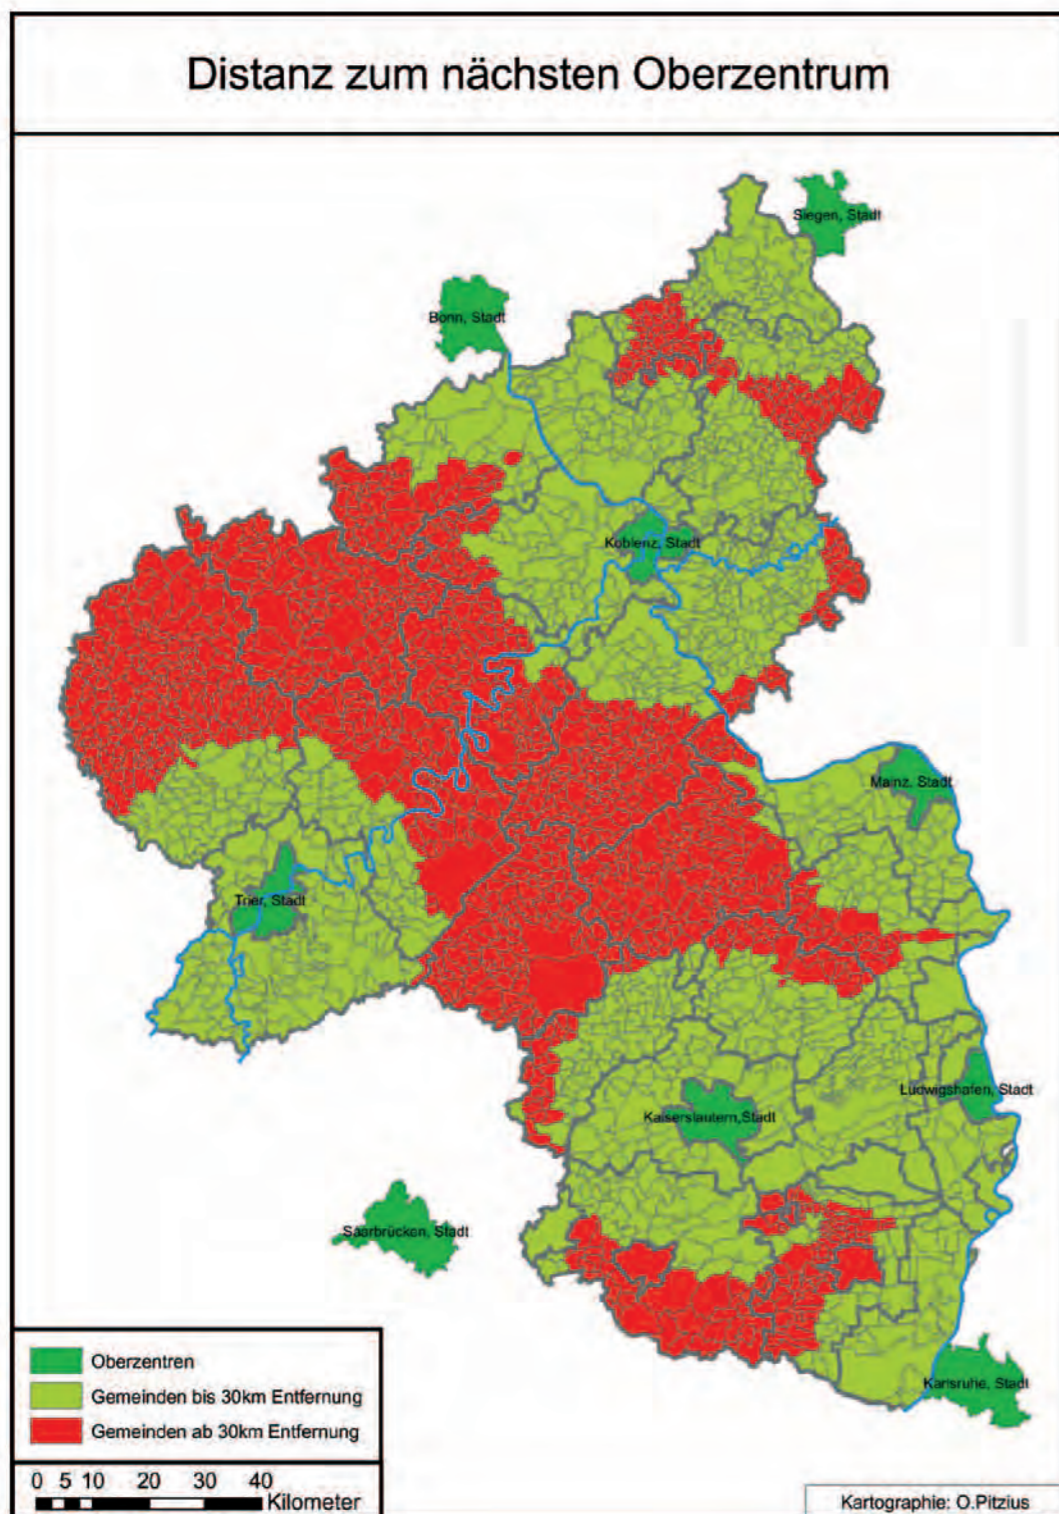 Distanz zum nächsten Oberzentrum
Siegen, Stadt
Bonn, Stadt
Koblenz, Stadt
Mainz, Stadt
Trier, Stadt
Ludwigshafen, Stadt
Kaiserslautern,Stadt
Saarbrücken, Stadt
Karlsruhe, Stadt
Oberzentren
Gemeinden bis 30km Entfernung
Gemeinden ab 30km Entfernung
0 5 10 20 30 40
Kilometer
Kartographie: O.Pitzius